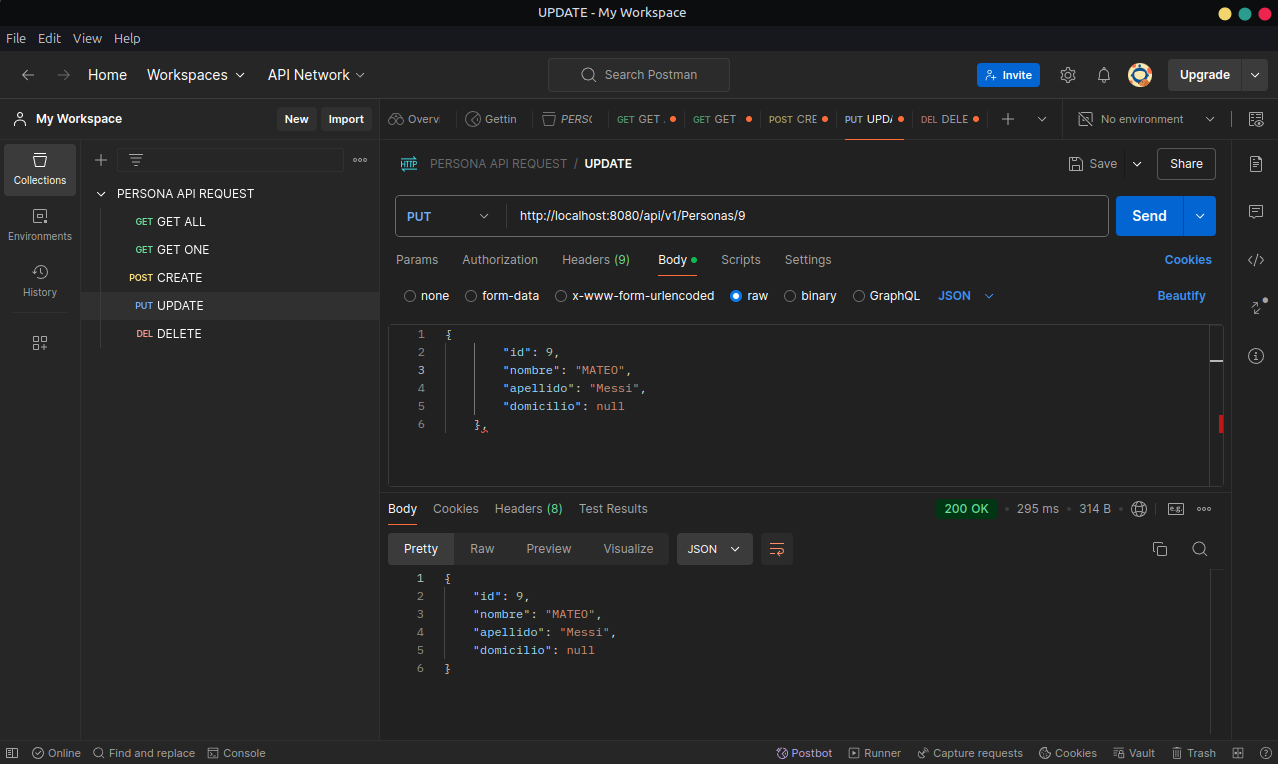 UPDATE - My Workspace
File Edit View Help
Home Workspaces API Network Search Postman Invite Upgrade
My Workspace New Import Overvi Gettin PERSO GET GET . GET GET POST CRE PUT UPDA DEL DELE No environment
Collections
Environments
History
PERSONA API REQUEST
GET GET ALL
GET GET ONE
POST CREATE
PUT UPDATE
DEL DELETE
HTTP PERSONA API REQUEST / UPDATE Save Share
PUT http://localhost:8080/api/v1/Personas/9 Send
Params Authorization Headers (9) Body Scripts Settings Cookies
none form-data x-www-form-urlencoded raw binary GraphQL JSON Beautify
1 {
2 "id": 9,
3 "nombre": "MATEO",
4 "apellido": "Messi",
5 "domicilio": null
6 },
Body Cookies Headers (8) Test Results 200 OK • 295 ms • 314 B • e.g.
Pretty Raw Preview Visualize JSON
1 {
2 "id": 9,
3 "nombre": "MATEO",
4 "apellido": "Messi",
5 "domicilio": null
6 }
Online Find and replace Console Postbot Runner Capture requests Cookies Vault Trash